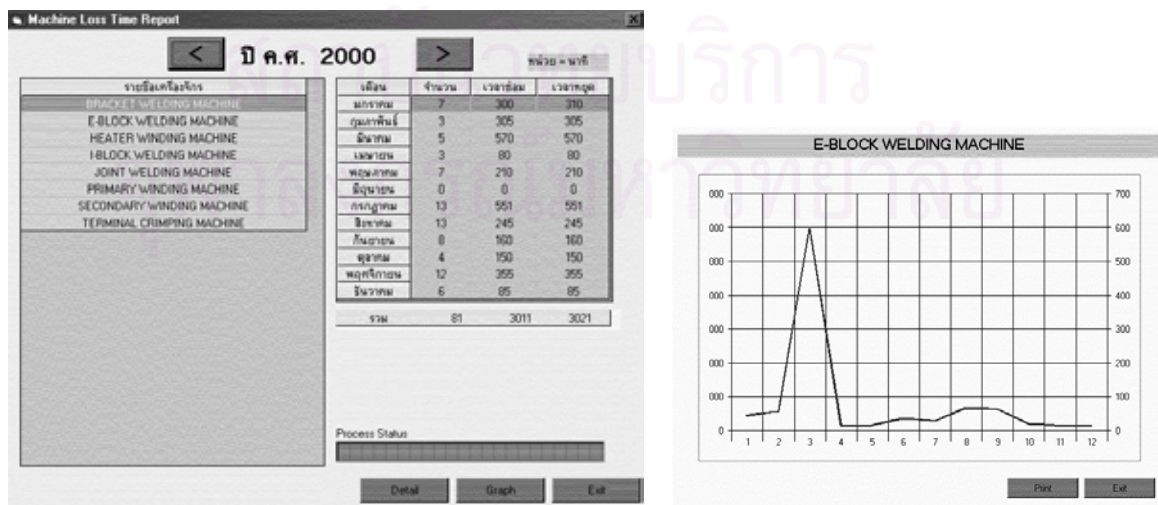 Machine Loss Time Report
< ปี ค.ศ. 2000 >
หน่วย = นาที
รายชื่อเครื่องจักร
BRACKET WELDING MACHINE
E-BLOCK WELDING MACHINE
HEATER WINDING MACHINE
I-BLOCK WELDING MACHINE
JOINT WELDING MACHINE
PRIMARY WINDING MACHINE
SECONDARY WINDING MACHINE
TERMINAL CRIMPING MACHINE
เดือน จำนวน เวลาซ่อม เวลาหยุด
มกราคม 7 300 310
กุมภาพันธ์ 3 305 305
มีนาคม 5 570 570
เมษายน 3 80 80
พฤษภาคม 7 210 210
มิถุนายน 0 0 0
กรกฎาคม 13 551 551
สิงหาคม 13 245 245
กันยายน 8 160 160
ตุลาคม 4 150 150
พฤศจิกายน 12 355 355
ธันวาคม 6 85 85
รวม 81 3011 3021
Process Status
Detail Graph Exit
E-BLOCK WELDING MACHINE
000 700
000 600
000 500
000 400
000 300
000 200
000 100
0 0
1 2 3 4 5 6 7 8 9 10 11 12
Print Exit